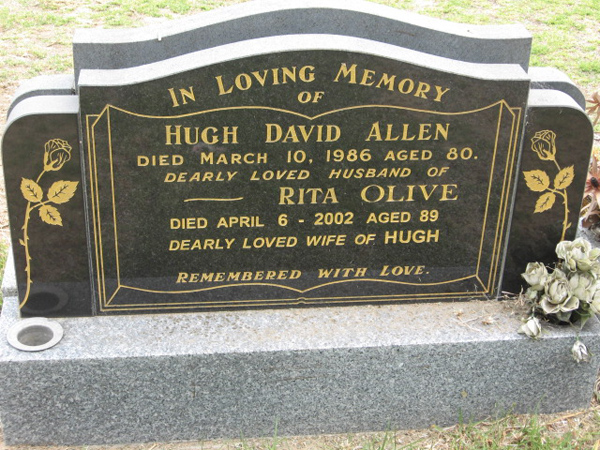 In Loving Memory
OF
HUGH DAVID ALLEN
DIED MARCH 10, 1986 AGED 80.
DEARLY LOVED HUSBAND OF
— RITA OLIVE
DIED APRIL 6 - 2002 AGED 89
DEARLY LOVED WIFE OF HUGH
REMEMBERED WITH LOVE.